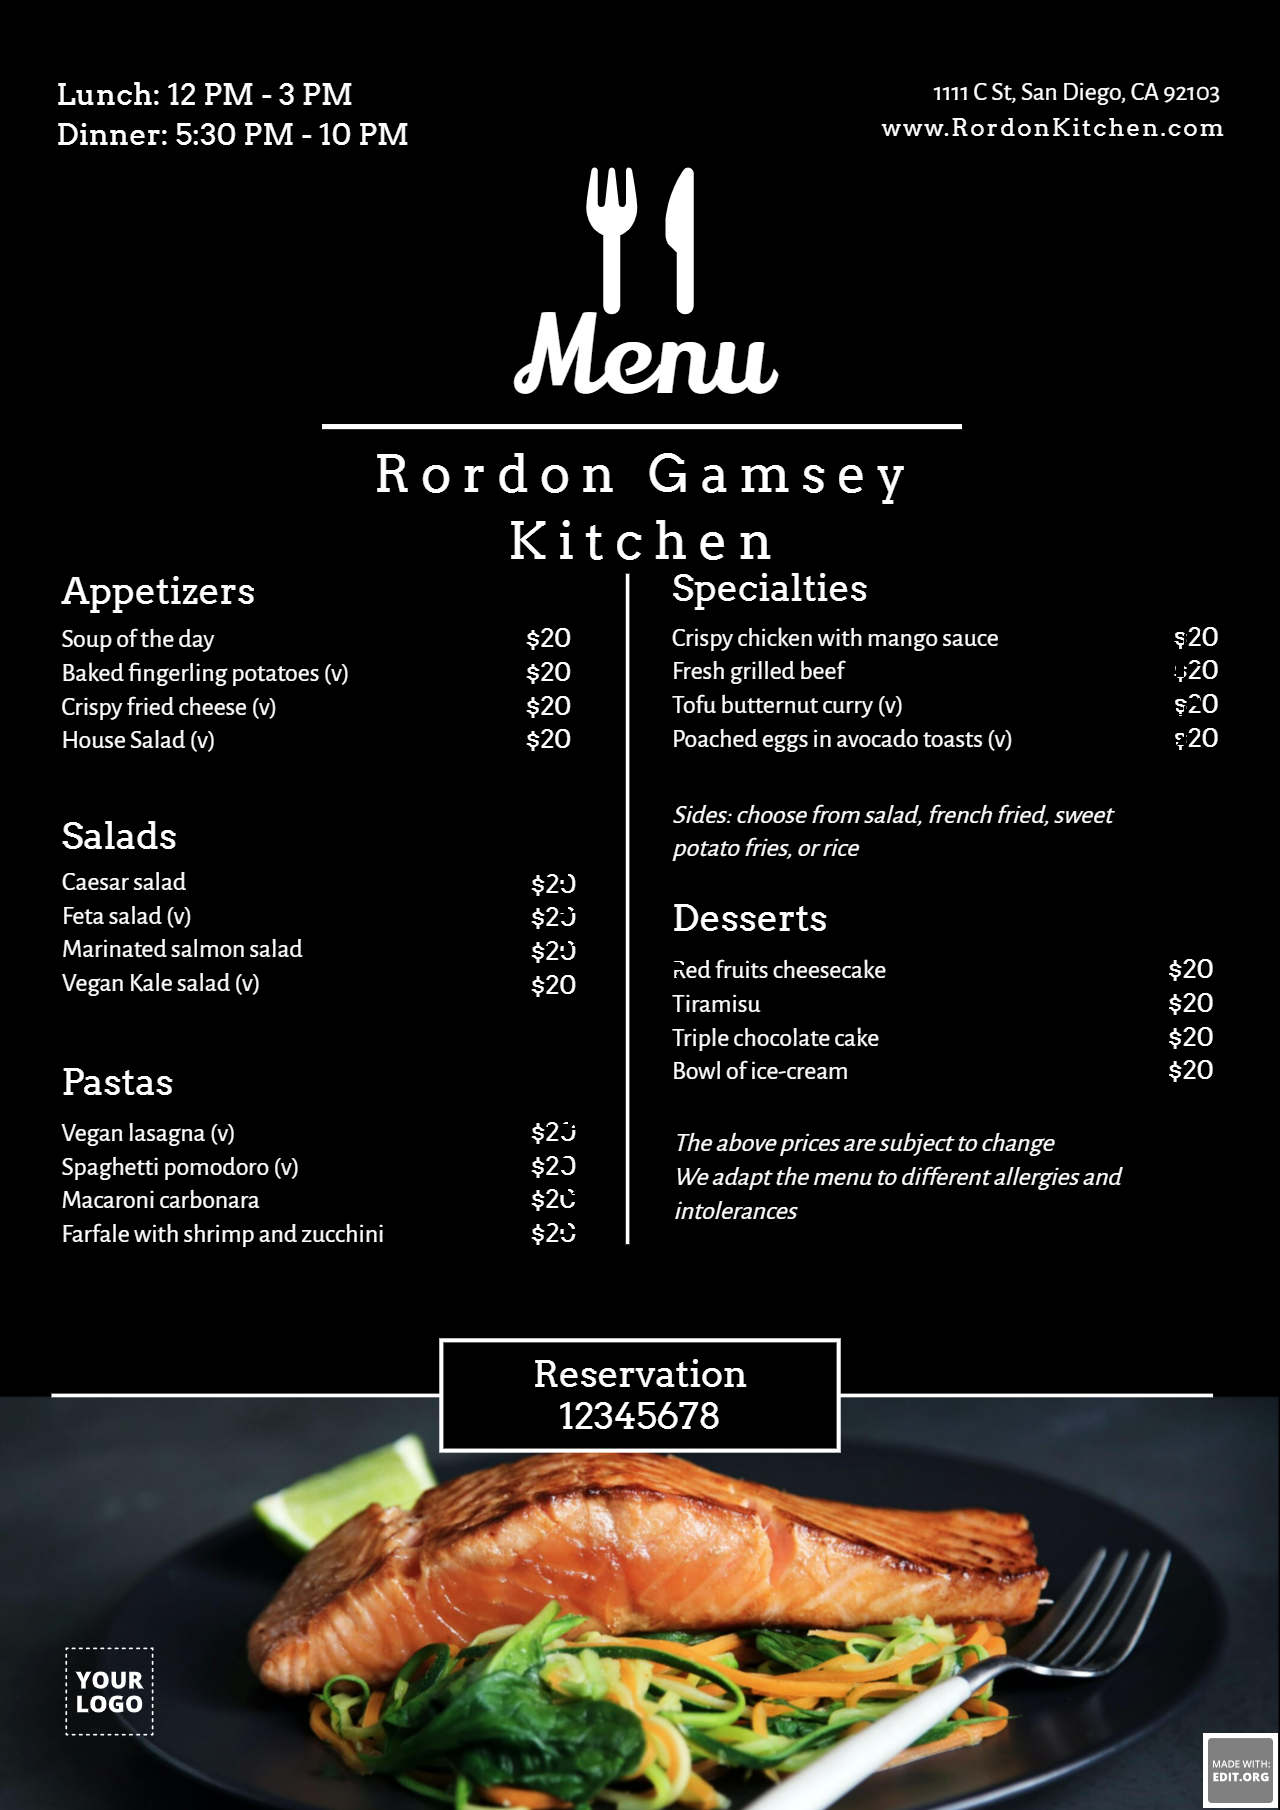 Lunch: 12 PM - 3 PM
Dinner: 5:30 PM - 10 PM
1111 C St, San Diego, CA 92103
www.RordonKitchen.com
Menu
Rordon Gamsey
Kitchen
Appetizers
Soup of the day $20
Baked fingerling potatoes (v) $20
Crispy fried cheese (v) $20
House Salad (v) $20
Salads
Caesar salad $20
Feta salad (v) $20
Marinated salmon salad $20
Vegan Kale salad (v) $20
Pastas
Vegan lasagna (v) $20
Spaghetti pomodoro (v) $20
Macaroni carbonara $20
Farfale with shrimp and zucchini $20
Specialties
Crispy chicken with mango sauce $20
Fresh grilled beef $20
Tofu butternut curry (v) $20
Poached eggs in avocado toasts (v) $20
Sides: choose from salad, french fried, sweet
potato fries, or rice
Desserts
Red fruits cheesecake $20
Tiramisu $20
Triple chocolate cake $20
Bowl of ice-cream $20
The above prices are subject to change
We adapt the menu to different allergies and
intolerances
Reservation
12345678
YOUR
LOGO
MADE WITH:
EDIT.ORG